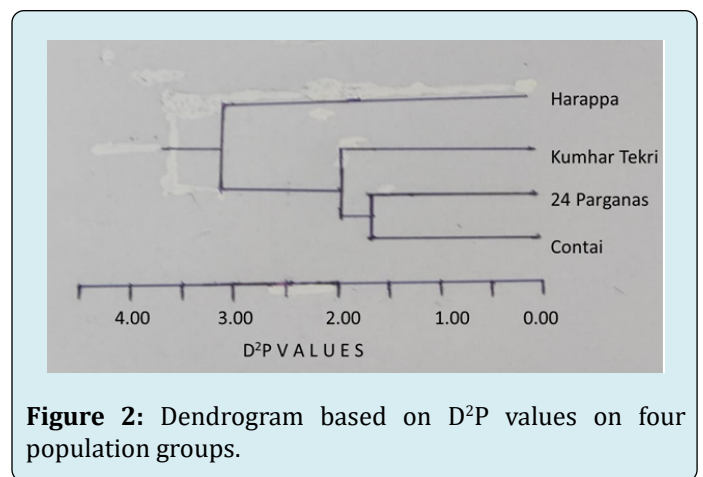 Harappa
Kumhar Tekri
24 Parganas
Contai
4.00 3.00 2.00 1.00 0.00
D²P V A L U E S
Figure 2: Dendrogram based on D²P values on four
population groups.